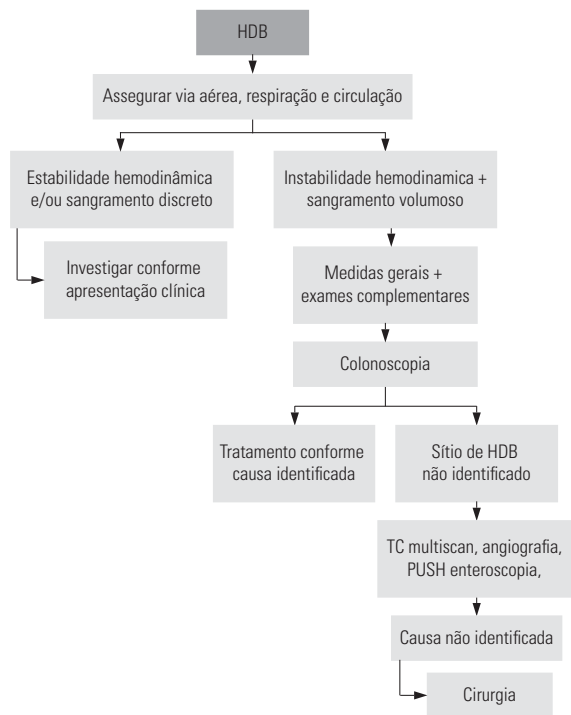 HDB
Assegurar via aérea, respiração e circulação
Estabilidade hemodinâmica
e/ou sangramento discreto
Instabilidade hemodinamica +
sangramento volumoso
Investigar conforme
apresentação clínica
Medidas gerais +
exames complementares
Colonoscopia
Tratamento conforme
causa identificada
Sítio de HDB
não identificado
TC multiscan, angiografia,
PUSH enteroscopia,
Causa não identificada
Cirurgia